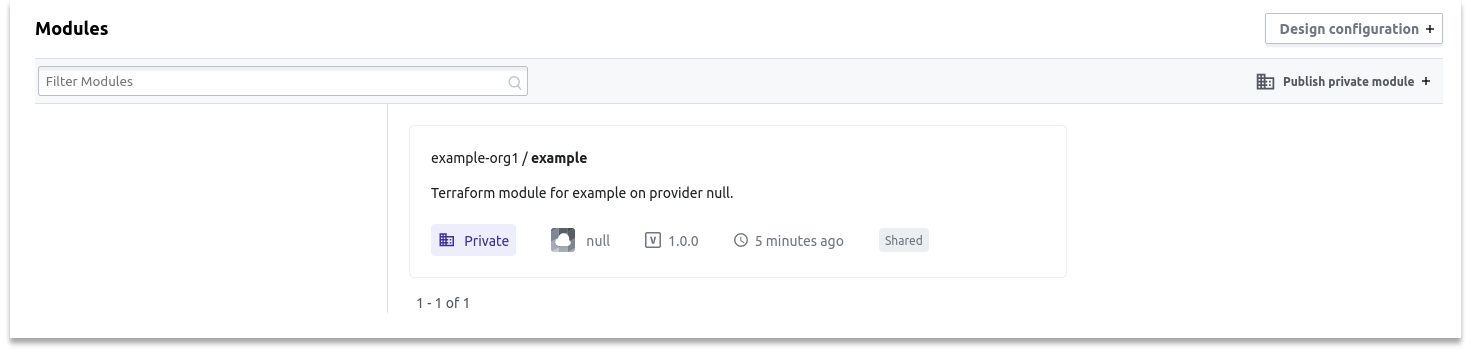 Modules
Design configuration +
Filter Modules
Publish private module +
example-org1 / example
Terraform module for example on provider null.
Private null V 1.0.0 5 minutes ago Shared
1 - 1 of 1